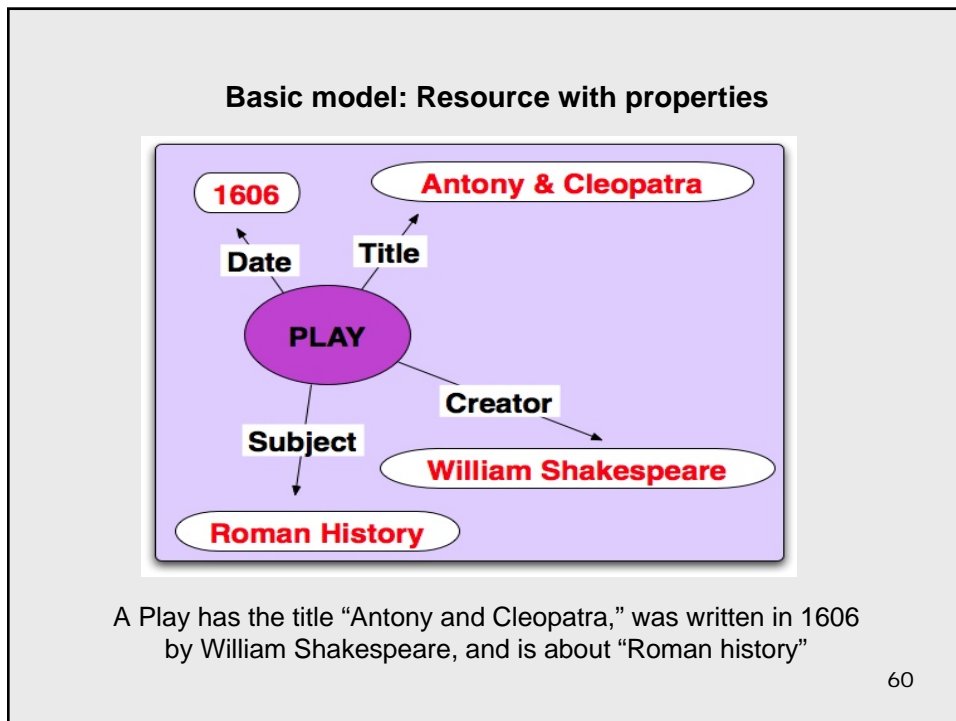 Basic model: Resource with properties
1606
Antony & Cleopatra
Date
Title
PLAY
Creator
Subject
William Shakespeare
Roman History
A Play has the title “Antony and Cleopatra,” was written in 1606
by William Shakespeare, and is about “Roman history”
60